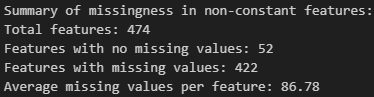 Summary of missingness in non-constant features:
Total features: 474
Features with no missing values: 52
Features with missing values: 422
Average missing values per feature: 86.78